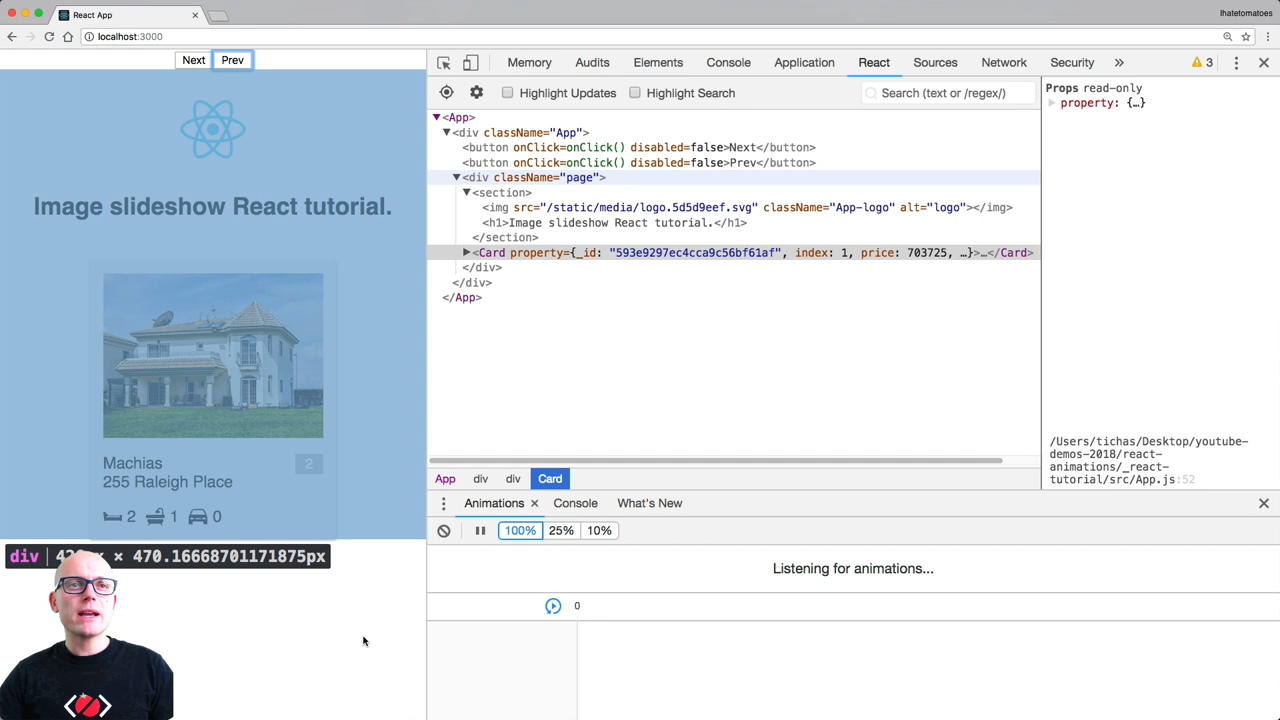 React App
lhatetomatoes
localhost:3000
Next
Prev
Image slideshow React tutorial.
Machias
2
255 Raleigh Place
2
1
0
470.16668701171875px
div
×
Memory
Audits
Elements
Console
Application
React
Sources
Network
Security
»
3
Highlight Updates
Highlight Search
Search (text or /regex/)
<App>
<div className="App">
<button onClick=onClick() disabled=false>Next</button>
<button onClick=onClick() disabled=false>Prev</button>
<div className="page">
<section>
<img src="/static/media/logo.5d5d9eef.svg" className="App-logo" alt="logo"></img>
<h1>Image slideshow React tutorial.</h1>
</section>
<Card property={_id: "593e9297ec4cca9c56bf61af", index: 1, price: 703725, …}>…</Card>
</div>
</div>
</App>
Props read-only
property: {…}
/Users/tichas/Desktop/youtube-
demos-2018/react-
animations/_react-
tutorial/src/App.js:52
App
div
div
Card
Animations
Console
What's New
100%
25%
10%
Listening for animations...
0